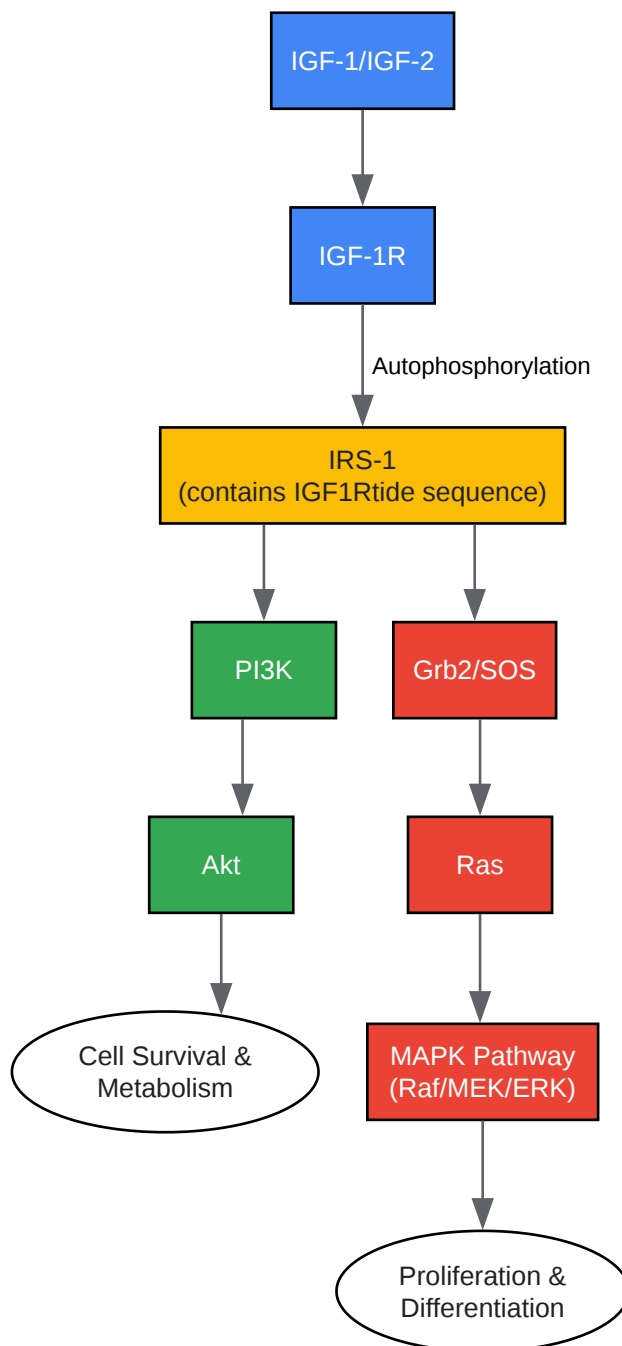 IGF-1/IGF-2
IGF-1R
Autophosphorylation
IRS-1
(contains IGF1Rtide sequence)
PI3K
Grb2/SOS
Akt
Ras
Cell Survival &
Metabolism
MAPK Pathway
(Raf/MEK/ERK)
Proliferation &
Differentiation